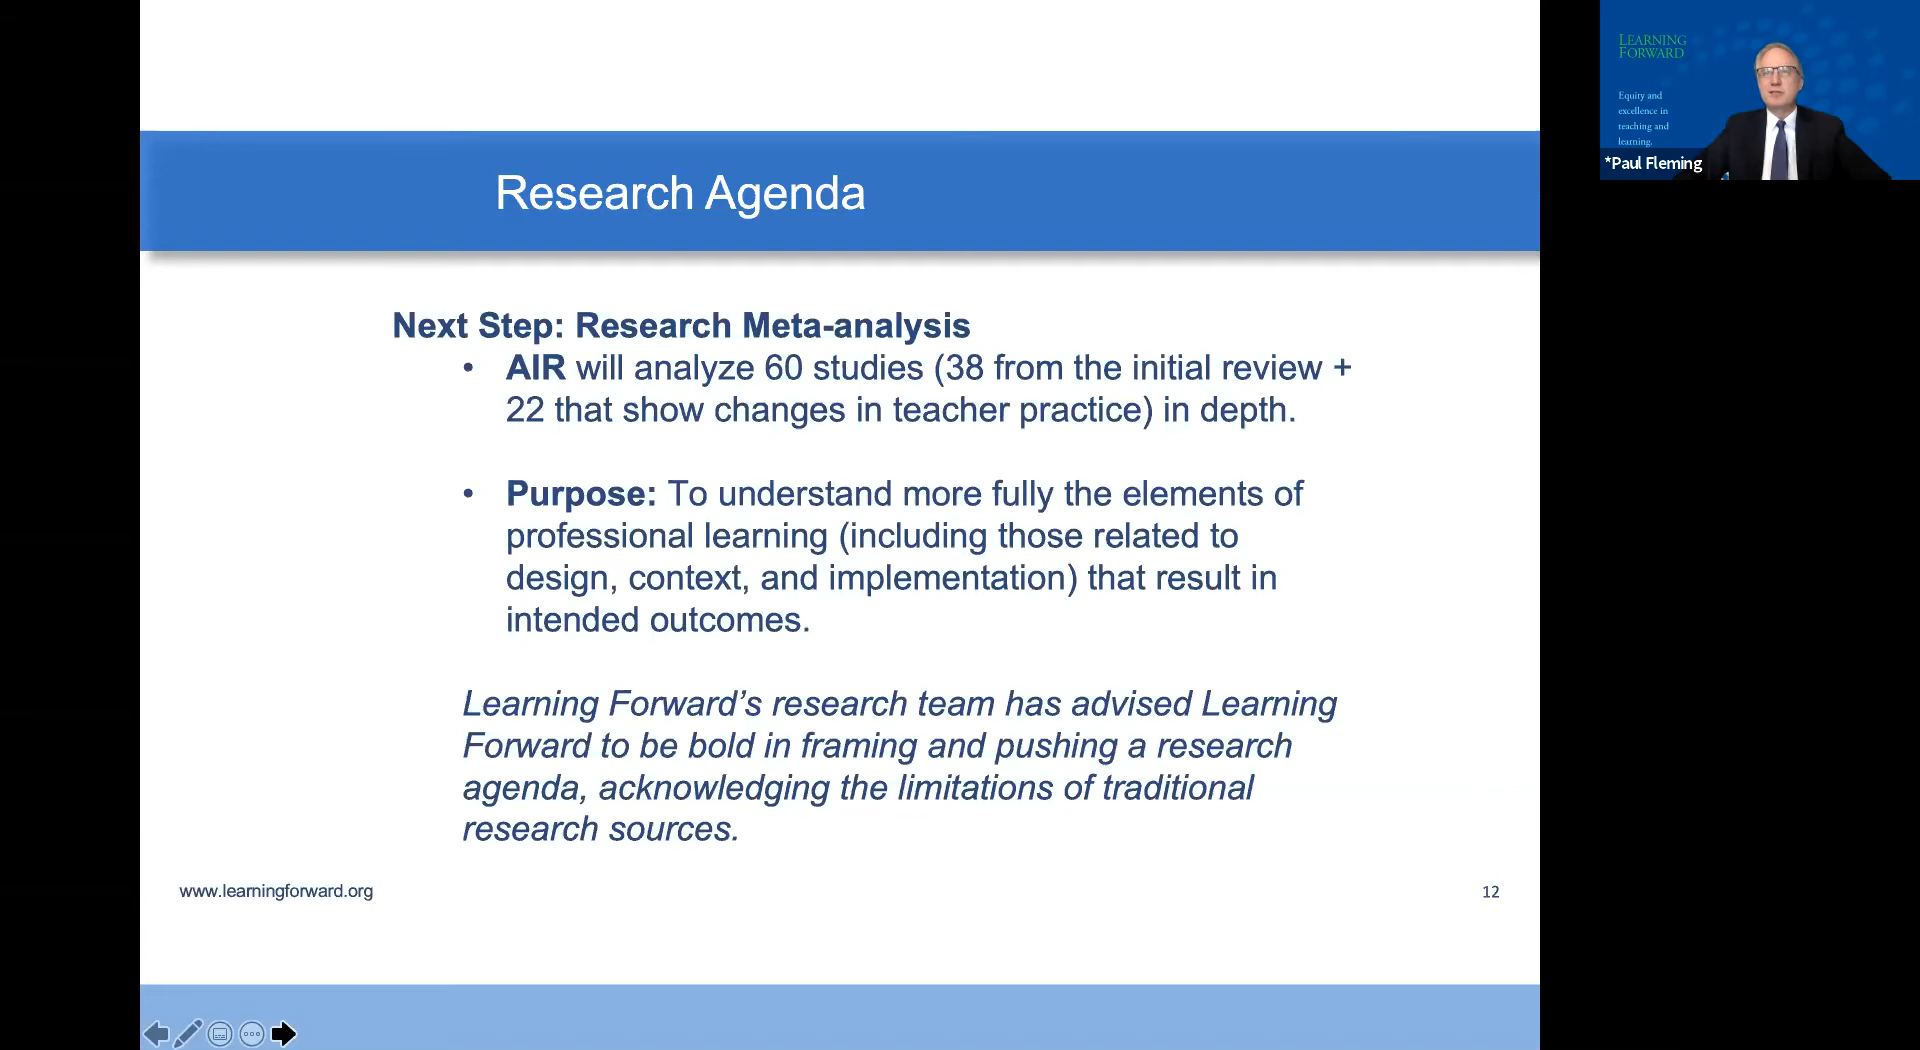 Research Agenda
Next Step: Research Meta-analysis
• AIR will analyze 60 studies (38 from the initial review +
22 that show changes in teacher practice) in depth.
• Purpose: To understand more fully the elements of
professional learning (including those related to
design, context, and implementation) that result in
intended outcomes.
Learning Forward’s research team has advised Learning
Forward to be bold in framing and pushing a research
agenda, acknowledging the limitations of traditional
research sources.
www.learningforward.org
12
LEARNING
FORWARD
Equity and
excellence in
teaching and
learning.
*Paul Fleming